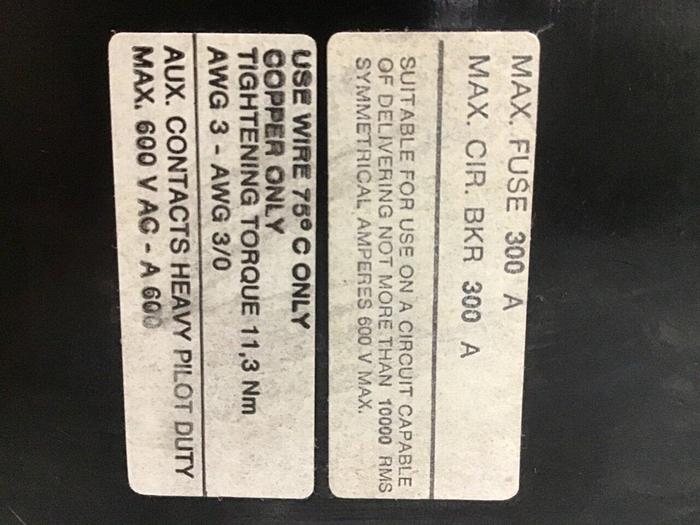 MAX. FUSE 300 A
MAX. CIR. BKR 300 A
SUITABLE FOR USE ON A CIRCUIT CAPABLE
OF DELIVERING NOT MORE THAN 10000 RMS
SYMMETRICAL AMPERES 600 V MAX.
USE WIRE 75° C ONLY
COPPER ONLY
TIGHTENING TORQUE 11,3 Nm
AWG 3 - AWG 3/0
AUX. CONTACTS HEAVY PILOT DUTY
MAX. 600 V AC - A 600